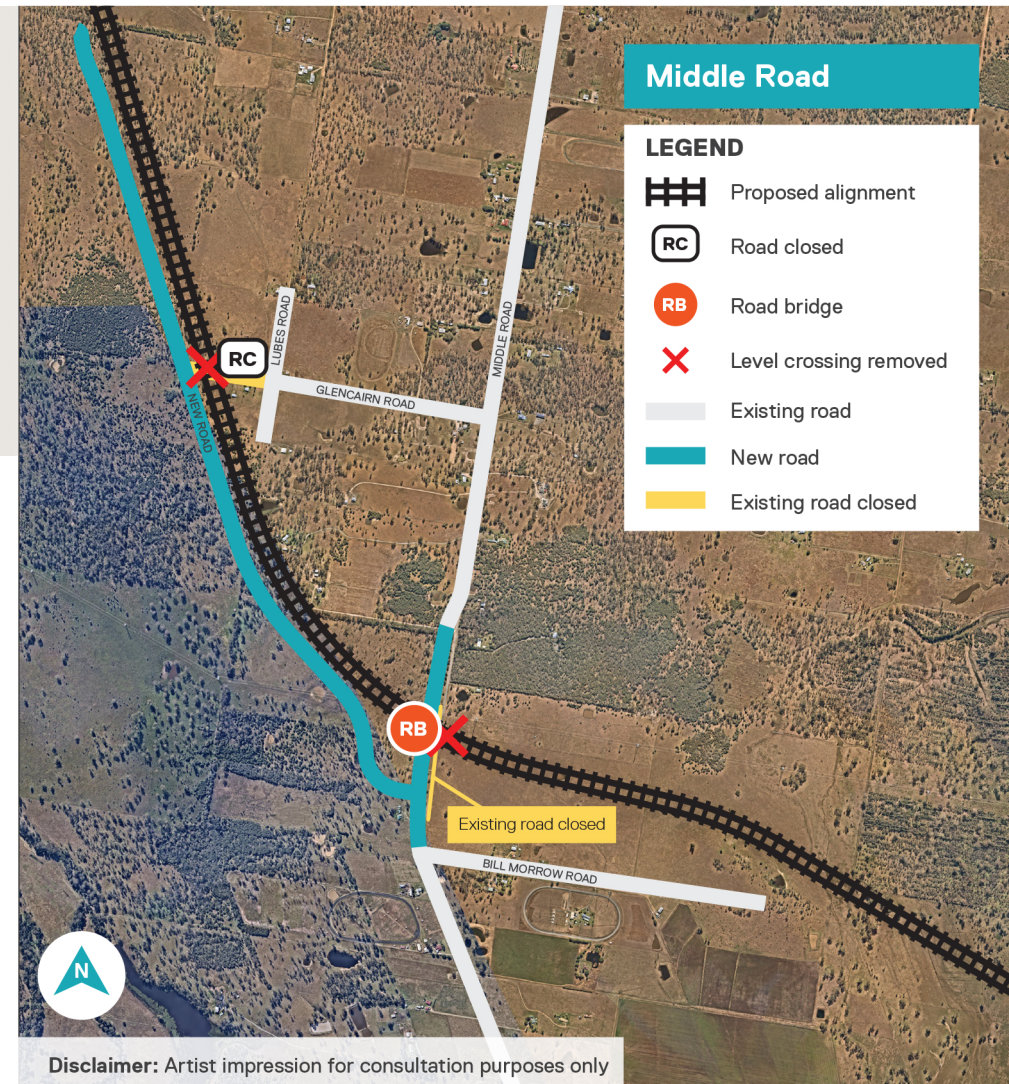 Middle Road
LEGEND
Proposed alignment
RC
Road closed
RB
Road bridge
Level crossing removed
Existing road
New road
Existing road closed
LUBES ROAD
RC
MIDDLE ROAD
GLENCAIRN ROAD
NEW ROAD
RB
Existing road closed
BILL MORROW ROAD
N
Disclaimer: Artist impression for consultation purposes only